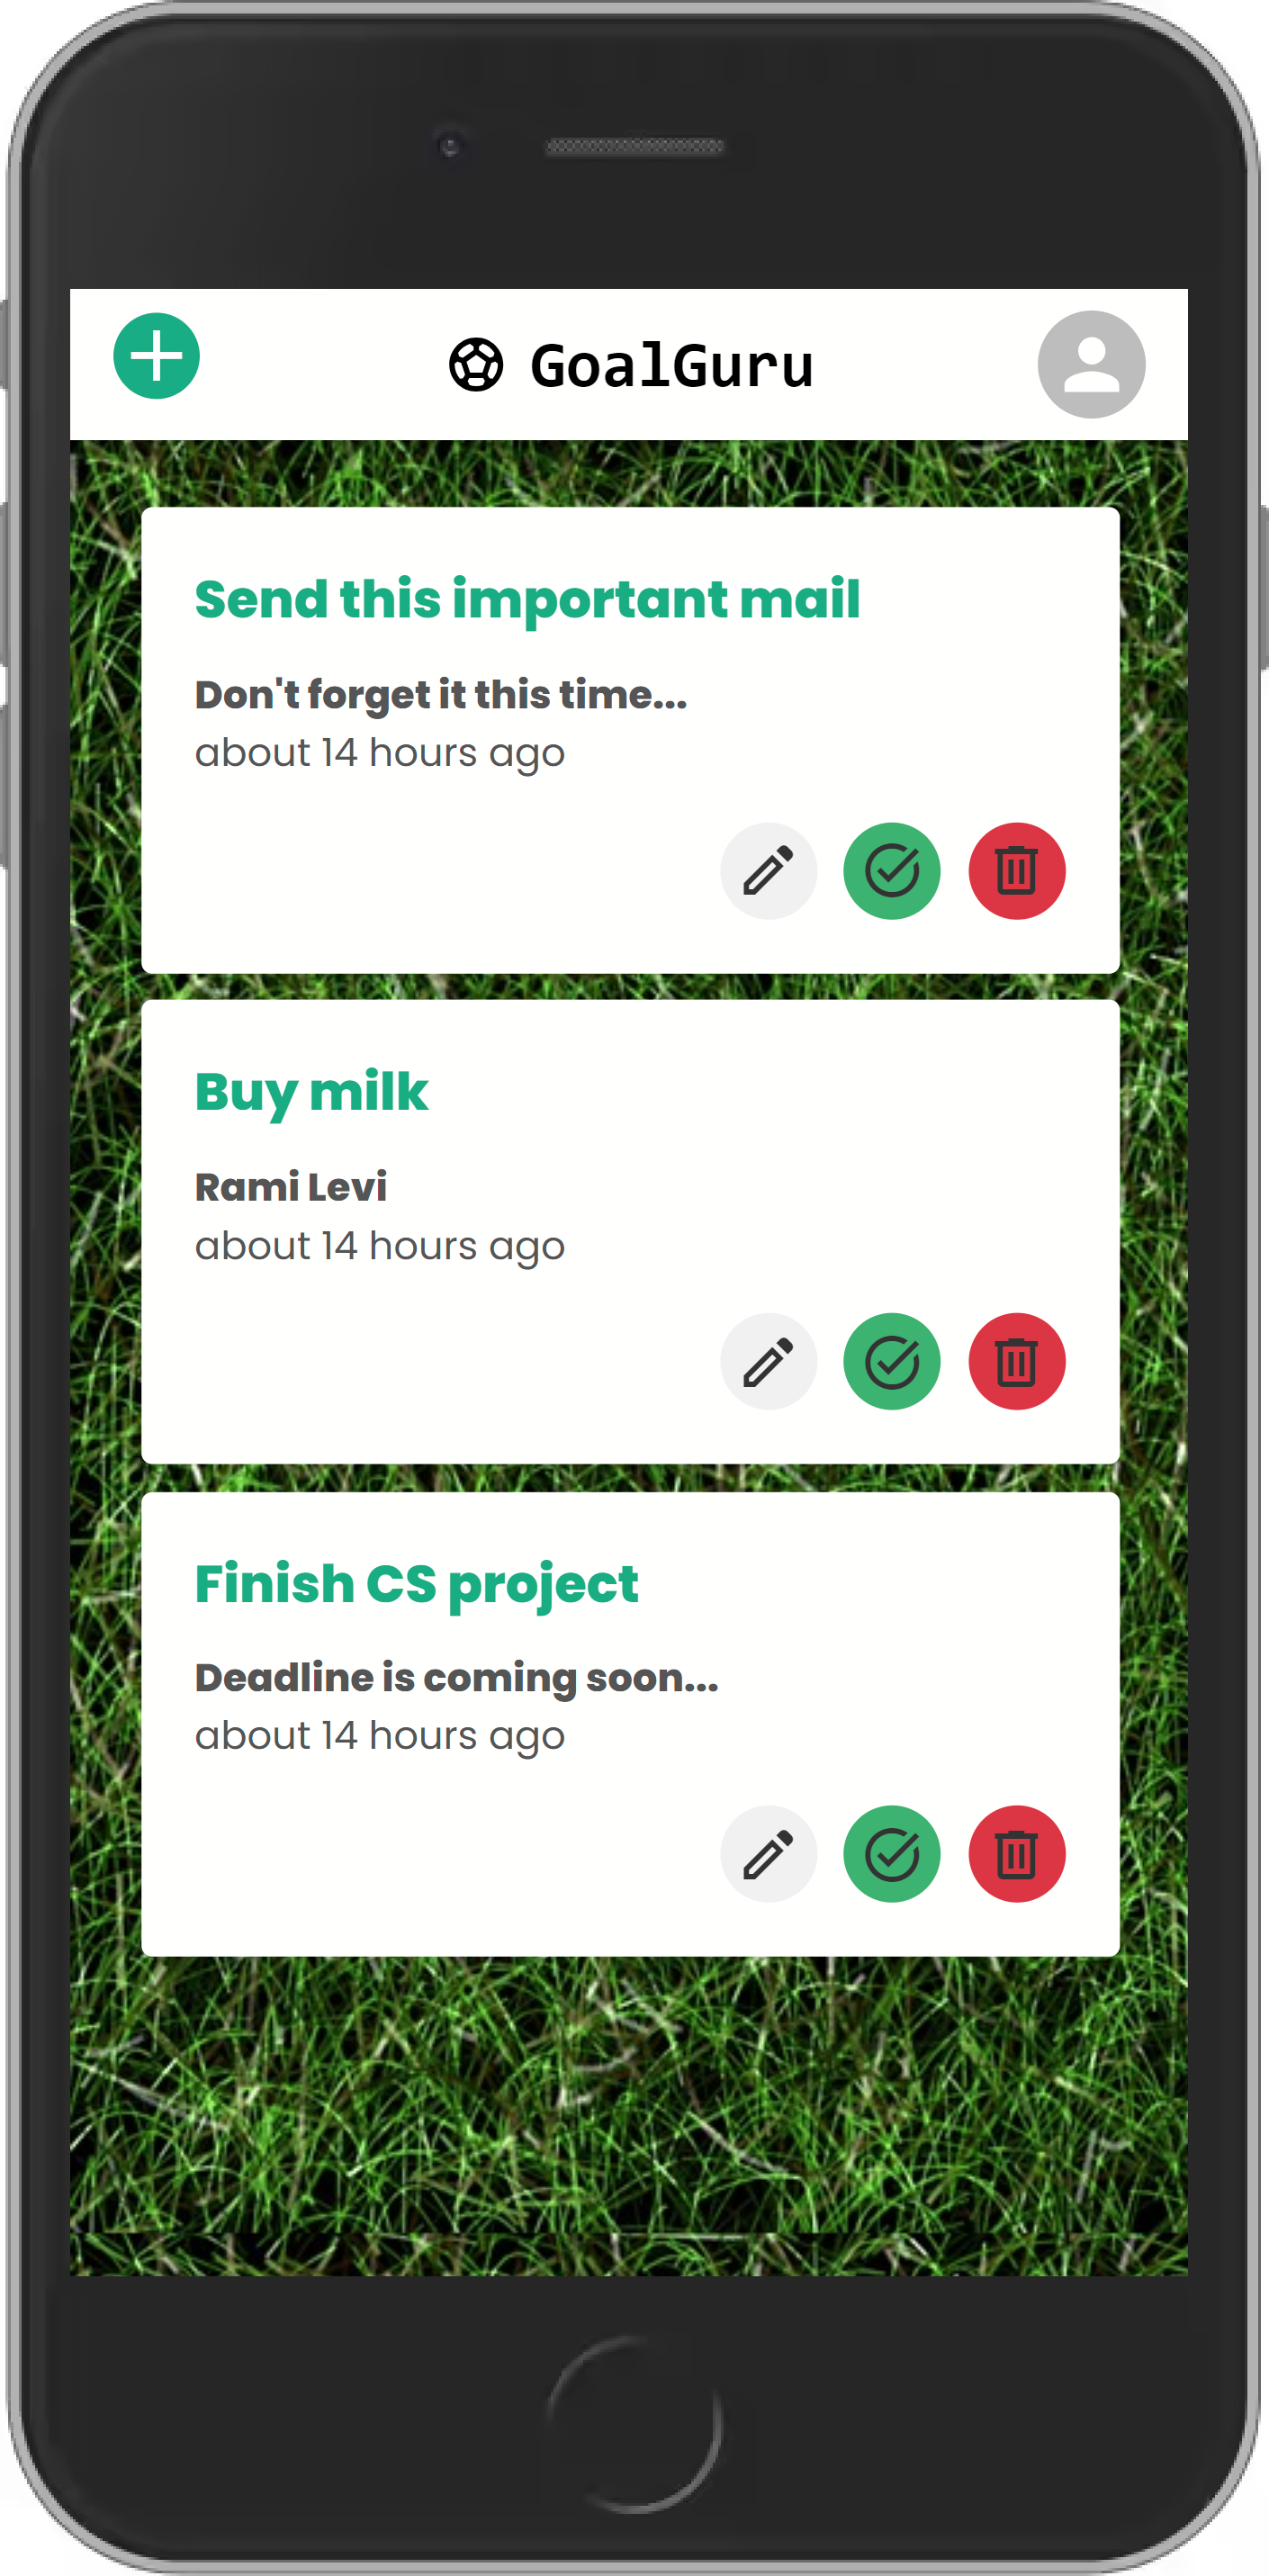 GoalGuru
Send this important mail
Don't forget it this time...
about 14 hours ago
Buy milk
Rami Levi
about 14 hours ago
Finish CS project
Deadline is coming soon...
about 14 hours ago